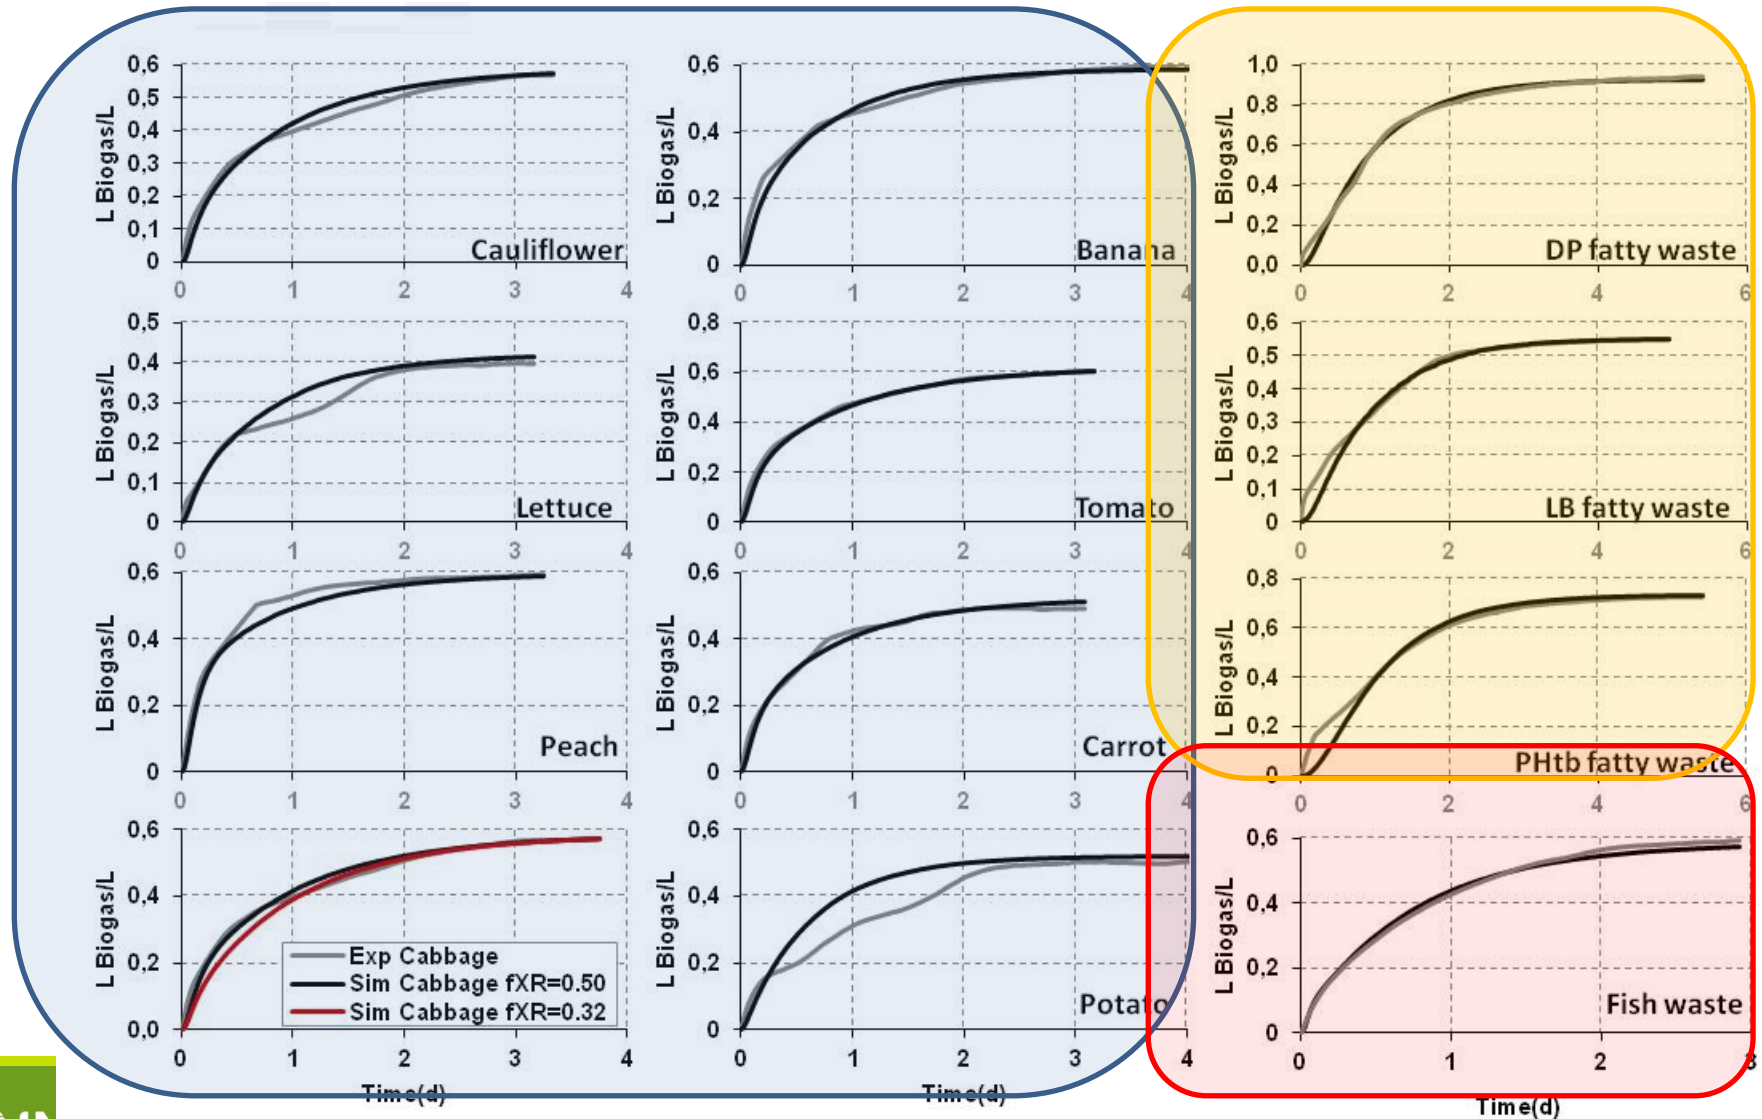 0,6
0,5
0,4
0,3
0,2
0,1
0
L Biogas/L
Cauliflower
0 1 2 3 4
0,6
0,4
0,2
0
L Biogas/L
Banana
0 1 2 3 4
1,0
0,8
0,6
0,4
0,2
0,0
L Biogas/L
DP fatty waste
0 2 4 6
0,5
0,4
0,3
0,2
0,1
0
L Biogas/L
Lettuce
0 1 2 3 4
0,8
0,6
0,4
0,2
0
L Biogas/L
Tomato
0 1 2 3 4
0,6
0,5
0,4
0,3
0,2
0,1
0
L Biogas/L
LB fatty waste
0 2 4 6
0,6
0,4
0,2
0
L Biogas/L
Peach
0 1 2 3 4
0,6
0,4
0,2
0
L Biogas/L
Carrot
0 1 2 3 4
0,8
0,6
0,4
0,2
0
L Biogas/L
PHtb fatty waste
0 2 4 6
0,6
0,4
0,2
0,0
L Biogas/L
Exp Cabbage
Sim Cabbage fXR=0.50
Sim Cabbage fXR=0.32
0 1 2 3 4
Time(d)
0,6
0,4
0,2
0
L Biogas/L
Potato
0 1 2 3 4
Time(d)
0,6
0,4
0,2
0
L Biogas/L
Fish waste
0 1 2 3
Time(d)